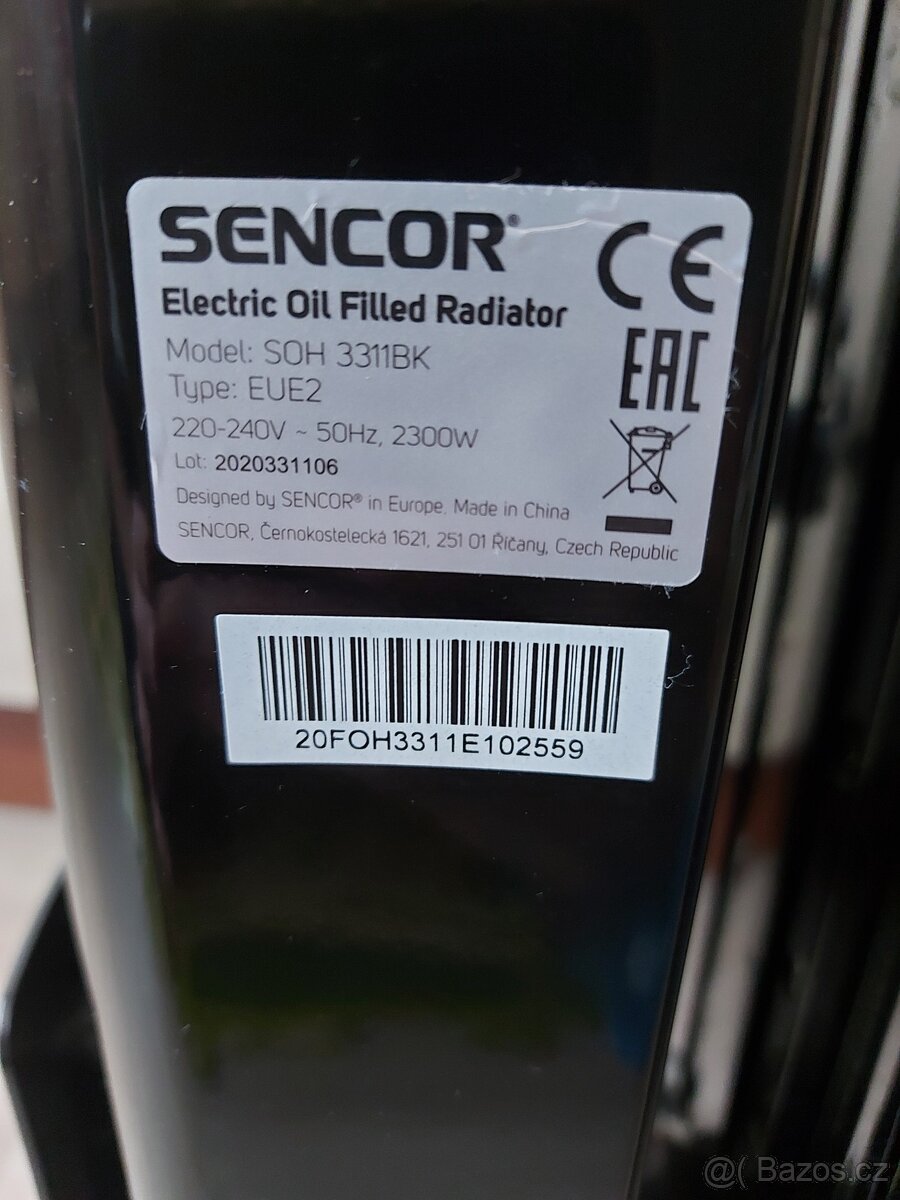 SENCOR®
CE
Electric Oil Filled Radiator
EAC
Model: SOH 3311BK
Type: EUE2
220-240V ~ 50Hz, 2300W
Lot: 2020331106
Designed by SENCOR® in Europe. Made in China
SENCOR, Černokostelecká 1621, 251 01 Říčany, Czech Republic
20FOH3311E102559
@( Bazos.cz